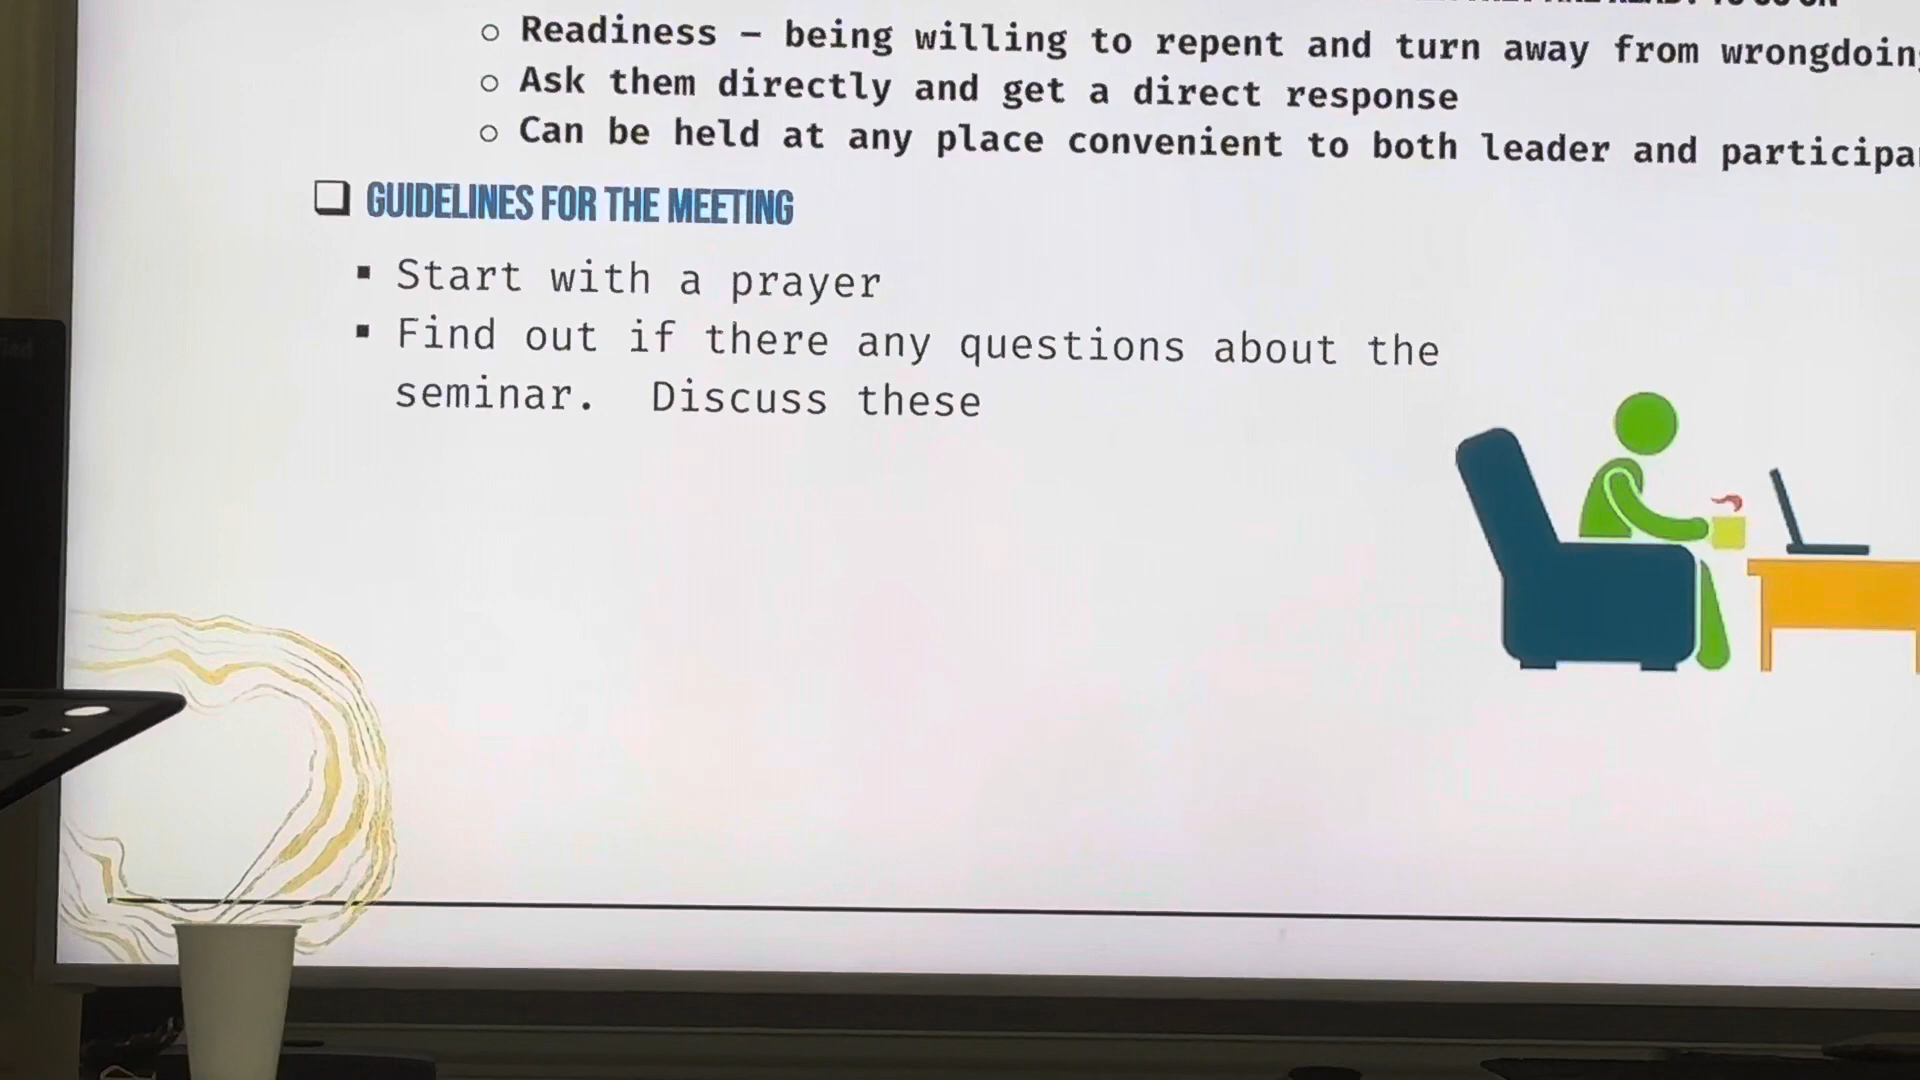 ○ Readiness – being willing to repent and turn away from wrongdoing
○ Ask them directly and get a direct response
○ Can be held at any place convenient to both leader and
❑ GUIDELINES FOR THE MEETING
▪ Start with a prayer
▪ Find out if there any questions about the
seminar. Discuss these